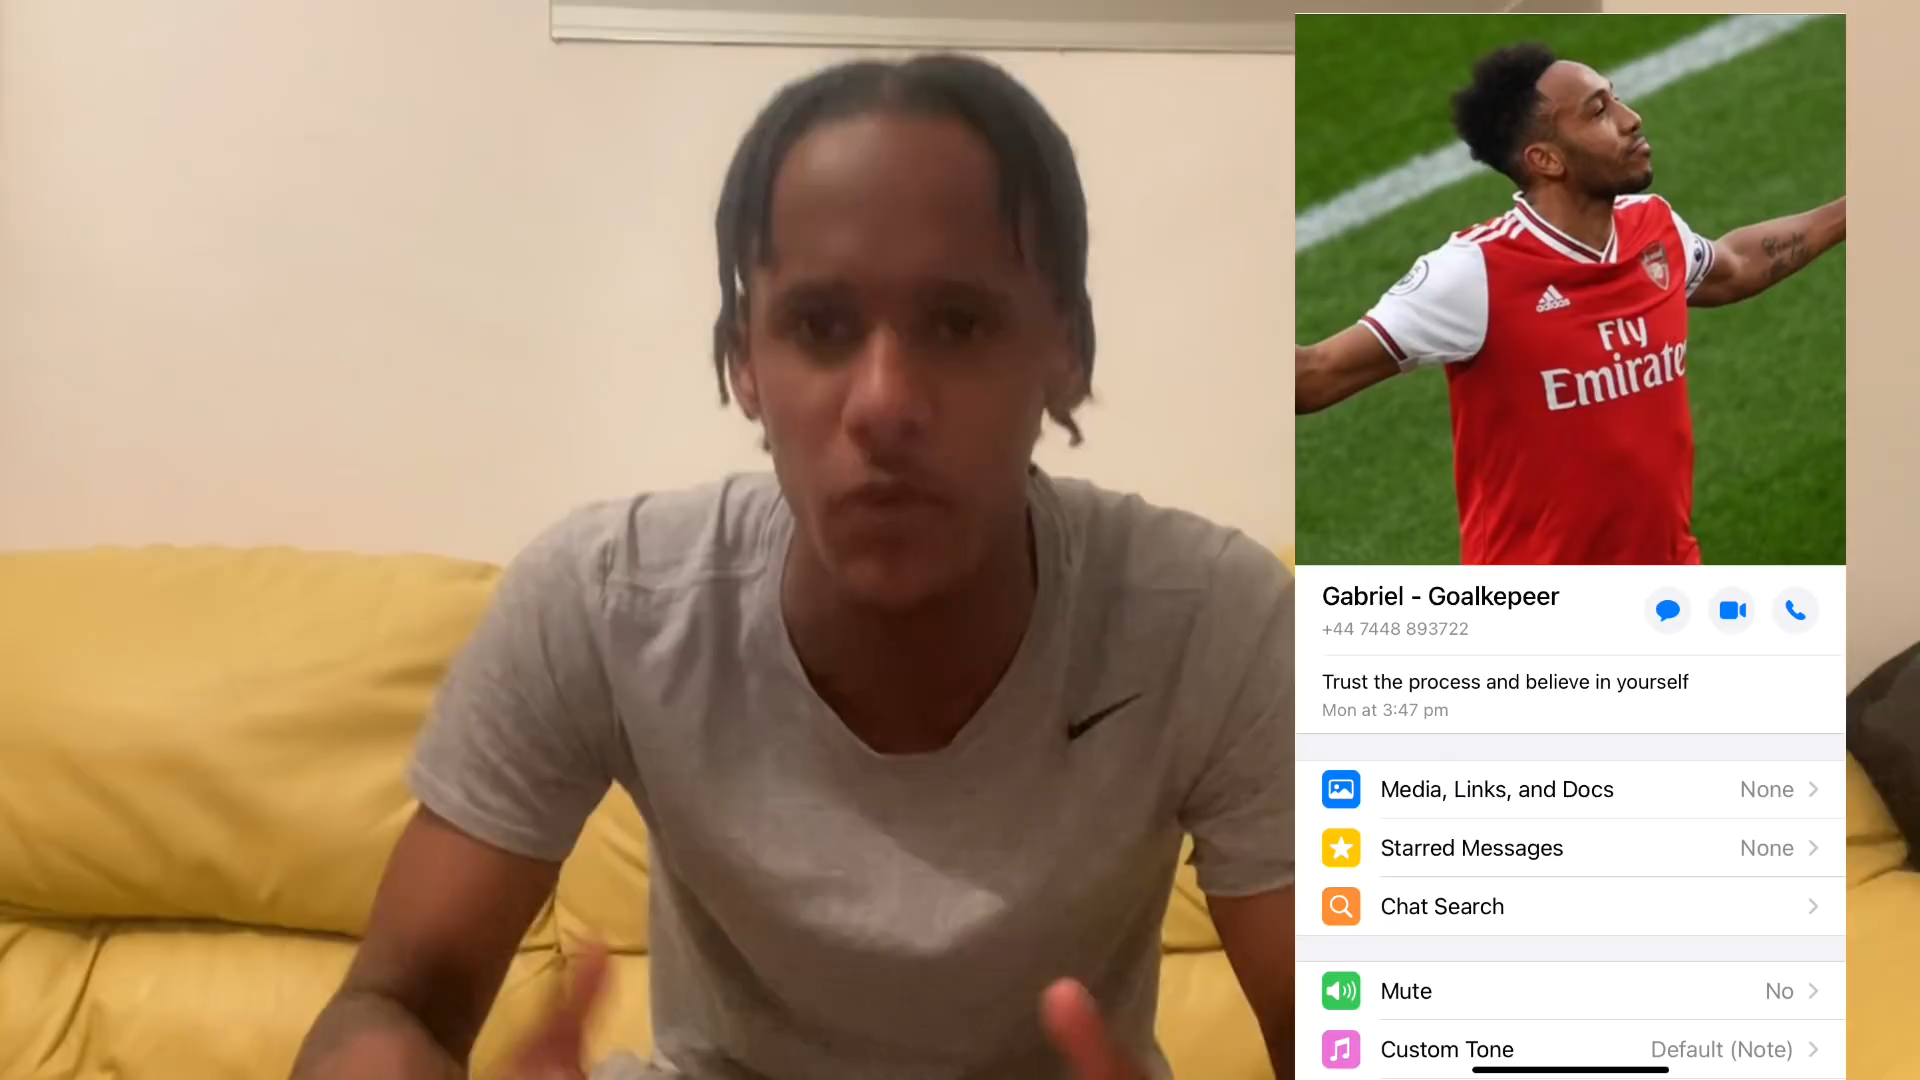 adidas
Fly
Emirates
Gabriel - Goalkepeer
+44 7448 893722
Trust the process and believe in yourself
Mon at 3:47 pm
Media, Links, and Docs None
Starred Messages None
Chat Search
Mute No
Custom Tone Default (Note)